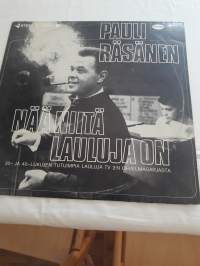 PAULI
RÄSÄNEN
NÄÄ NIITÄ
LAULUJA ON
30- JA 40-LUKUJEN TUTUIMPIA LAULUJA TV 2:N OHJELMASARJASTA